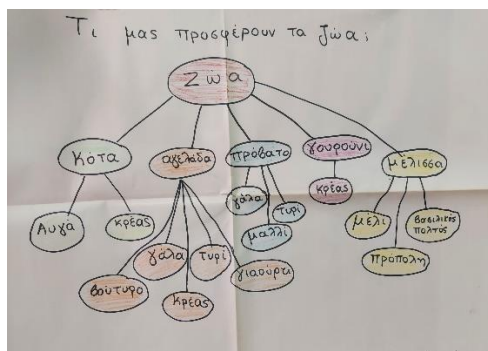 Τι μας προσφέρουν τα ζώα;
Ζώα
Κότα
αγελάδα
πρόβατο
γουρούνι
μέλισσα
Αυγά
κρέας
γάλα
τυρι
μαλλί
κρέας
μέλι
βασιλικός πολτός
πρόπολη
βούτυρο
γάλα
κρέας
τυρί
γιαούρτι